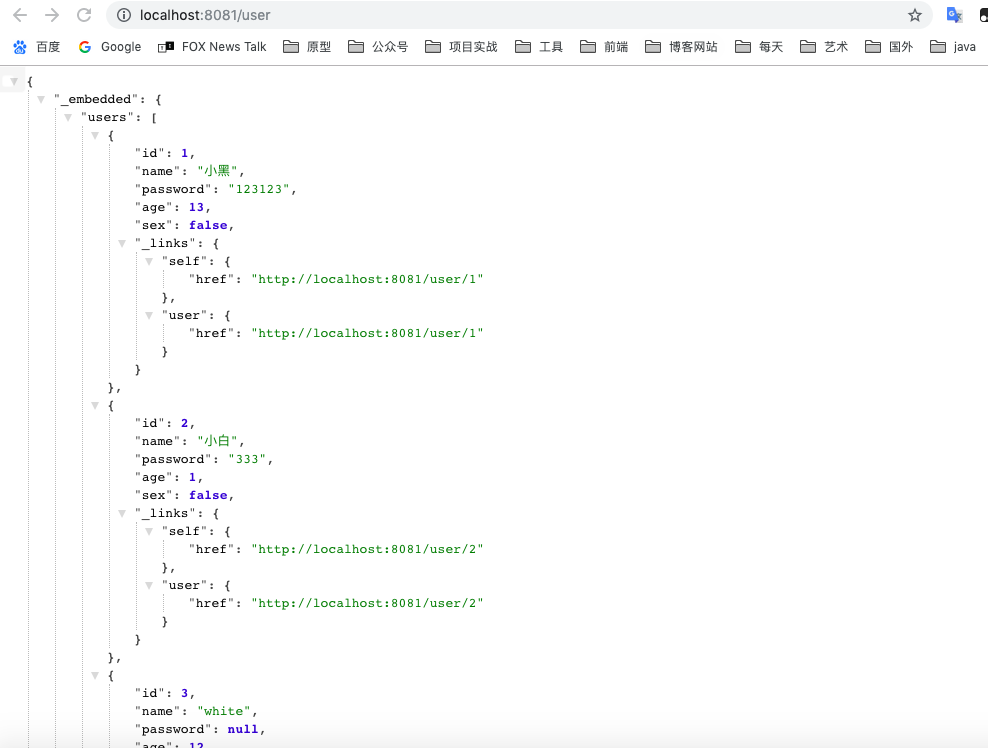 localhost:8081/user
百度 Google FOX News Talk 原型 公众号 项目实战 工具 前端 博客网站 每天 艺术 国外 java
{
"_embedded": {
"users": [
{
"id": 1,
"name": "小黑",
"password": "123123",
"age": 13,
"sex": false,
"_links": {
"self": {
"href": "http://localhost:8081/user/1"
},
"user": {
"href": "http://localhost:8081/user/1"
}
}
},
{
"id": 2,
"name": "小白",
"password": "333",
"age": 1,
"sex": false,
"_links": {
"self": {
"href": "http://localhost:8081/user/2"
},
"user": {
"href": "http://localhost:8081/user/2"
}
}
},
{
"id": 3,
"name": "white",
"password": null,
"age": 12